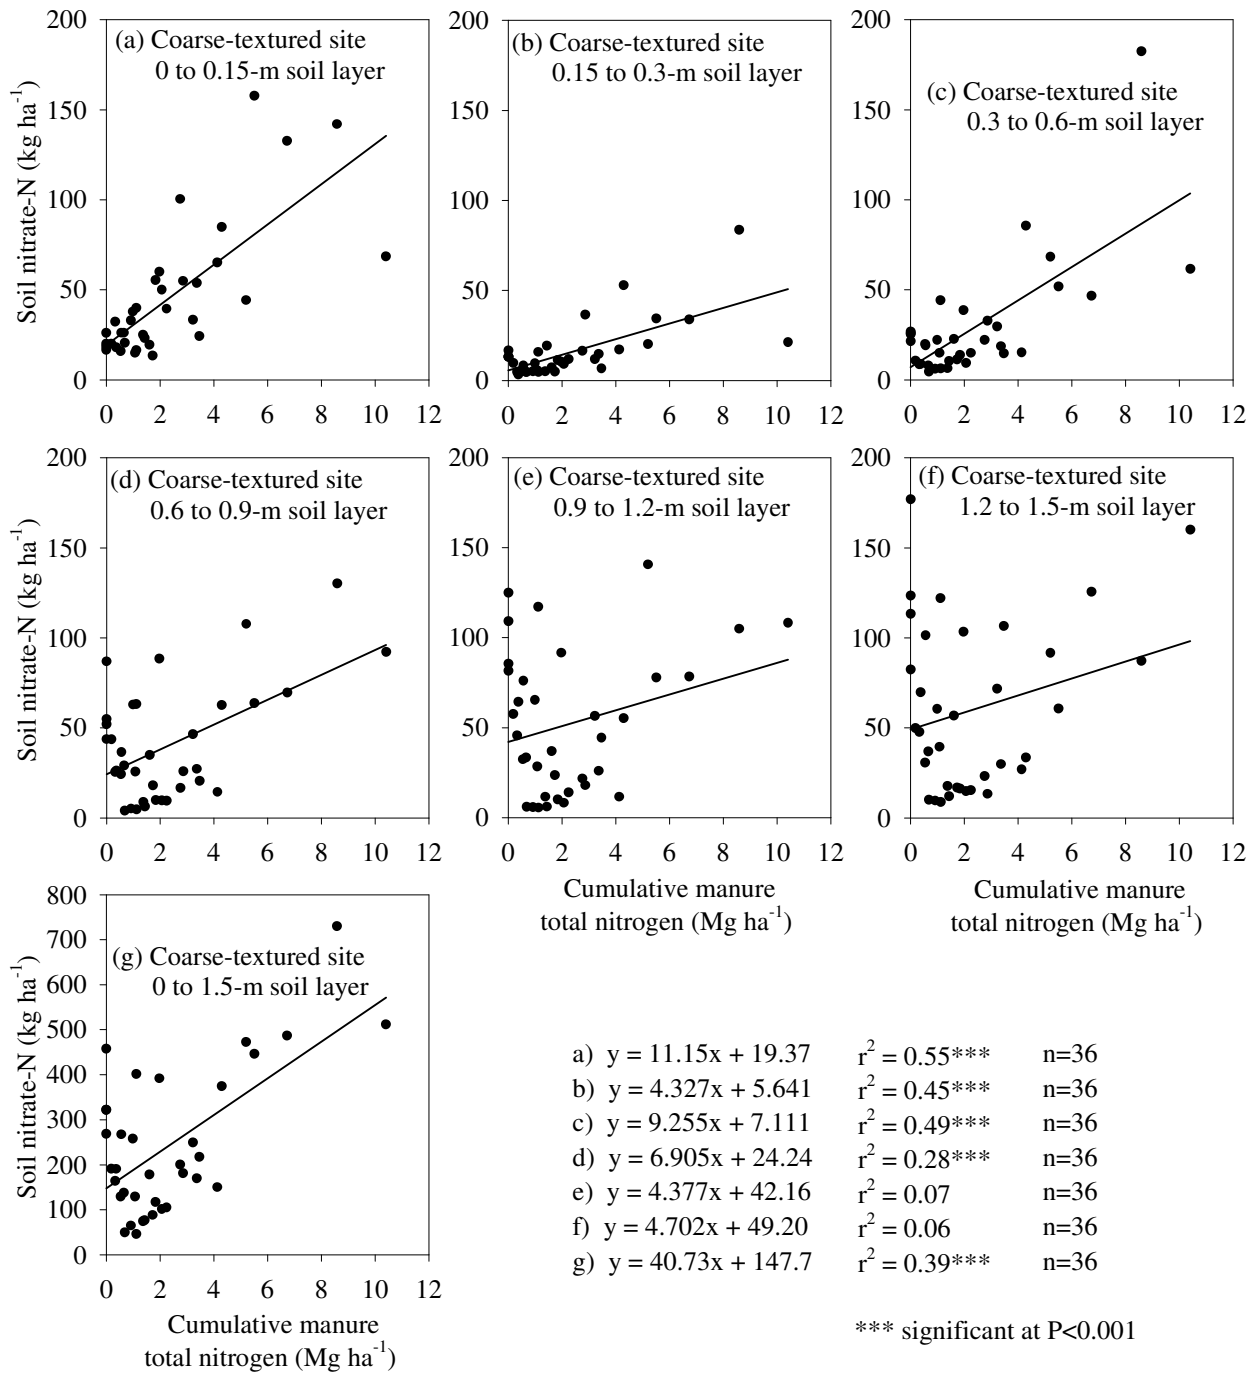 (a) Coarse-textured site
0 to 0.15-m soil layer
Soil nitrate-N (kg ha-1)
200
150
100
50
0
0 2 4 6 8 10 12
(b) Coarse-textured site
0.15 to 0.3-m soil layer
200
150
100
50
0
0 2 4 6 8 10 12
(c) Coarse-textured site
0.3 to 0.6-m soil layer
200
150
100
50
0
0 2 4 6 8 10 12
(d) Coarse-textured site
0.6 to 0.9-m soil layer
Soil nitrate-N (kg ha-1)
200
150
100
50
0
0 2 4 6 8 10 12
(e) Coarse-textured site
0.9 to 1.2-m soil layer
200
150
100
50
0
0 2 4 6 8 10 12
Cumulative manure
total nitrogen (Mg ha-1)
(f) Coarse-textured site
1.2 to 1.5-m soil layer
200
150
100
50
0
0 2 4 6 8 10 12
Cumulative manure
total nitrogen (Mg ha-1)
(g) Coarse-textured site
0 to 1.5-m soil layer
Soil nitrate-N (kg ha-1)
800
700
600
500
400
300
200
100
0
0 2 4 6 8 10 12
Cumulative manure
total nitrogen (Mg ha-1)
a) y = 11.15x + 19.37 r2 = 0.55*** n=36
b) y = 4.327x + 5.641 r2 = 0.45*** n=36
c) y = 9.255x + 7.111 r2 = 0.49*** n=36
d) y = 6.905x + 24.24 r2 = 0.28*** n=36
e) y = 4.377x + 42.16 r2 = 0.07 n=36
f) y = 4.702x + 49.20 r2 = 0.06 n=36
g) y = 40.73x + 147.7 r2 = 0.39*** n=36
*** significant at P<0.001